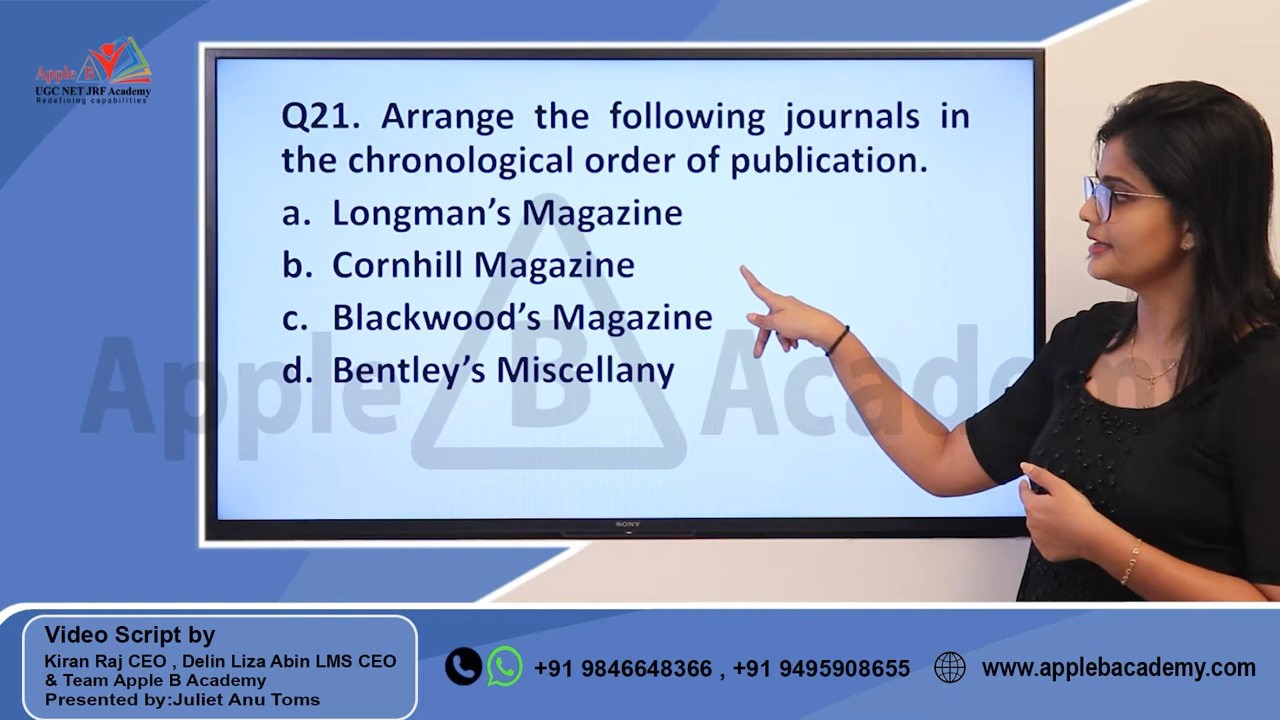 Apple B
UGC NET JRF Academy
Redefining capabilities
Q21. Arrange the following journals in
the chronological order of publication.
a. Longman's Magazine
b. Cornhill Magazine
c. Blackwood's Magazine
d. Bentley's Miscellany
Apple B Academy
SONY
Video Script by
Kiran Raj CEO , Delin Liza Abin LMS CEO
& Team Apple B Academy
Presented by:Juliet Anu Toms
+91 9846648366 , +91 9495908655
www.applebacademy.com